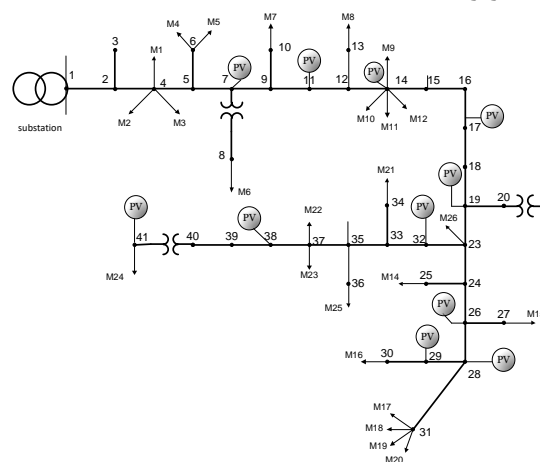 M4
M5
M7
M8
3
6
M1
10
13
M9
PV
PV
PV
1
2
4
5
7
9
11
12
14
15
16
M10
M12
M11
M2
M3
PV
17
substation
8
M21
18
M6
PV
34
PV
19
20
PV
PV
M22
M26
41
40
39
38
37
35
33
32
23
M24
M23
M14
25
24
36
M25
PV
26
27
M1
PV
M16
30
29
PV
28
M17
M18
31
M19
M20